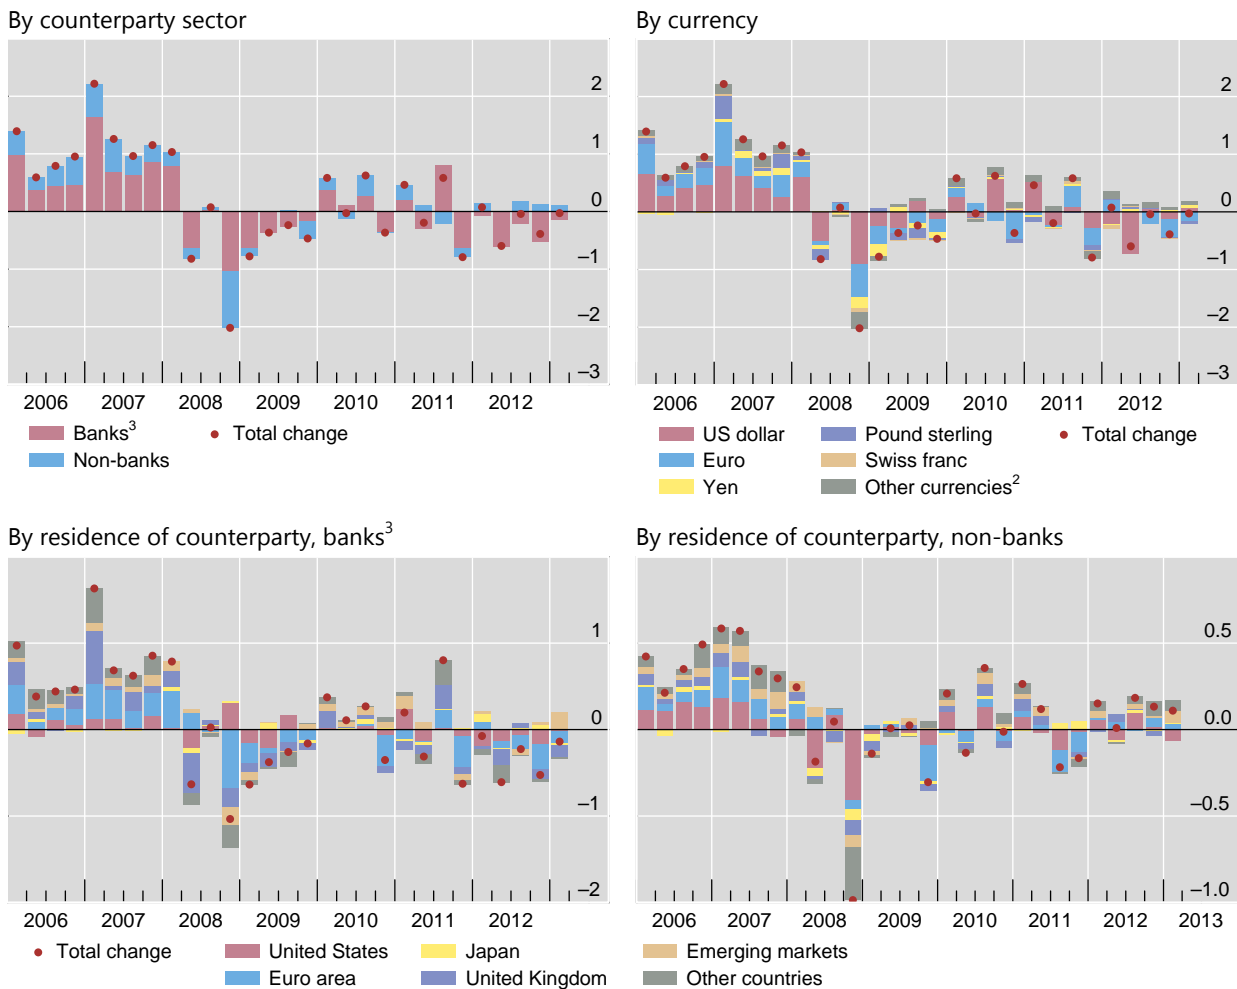 By counterparty sector
2
1
0
–1
–2
–3
2006 2007 2008 2009 2010 2011 2012
Banks3 Total change
Non-banks
By currency
2
1
0
–1
–2
–3
2006 2007 2008 2009 2010 2011 2012
US dollar Pound sterling Total change
Euro Swiss franc
Yen Other currencies2
By residence of counterparty, banks3
1
0
–1
–2
2006 2007 2008 2009 2010 2011 2012
By residence of counterparty, non-banks
0.5
0.0
–0.5
–1.0
2006 2007 2008 2009 2010 2011 2012 2013
Total change United States Japan Emerging markets
Euro area United Kingdom Other countries